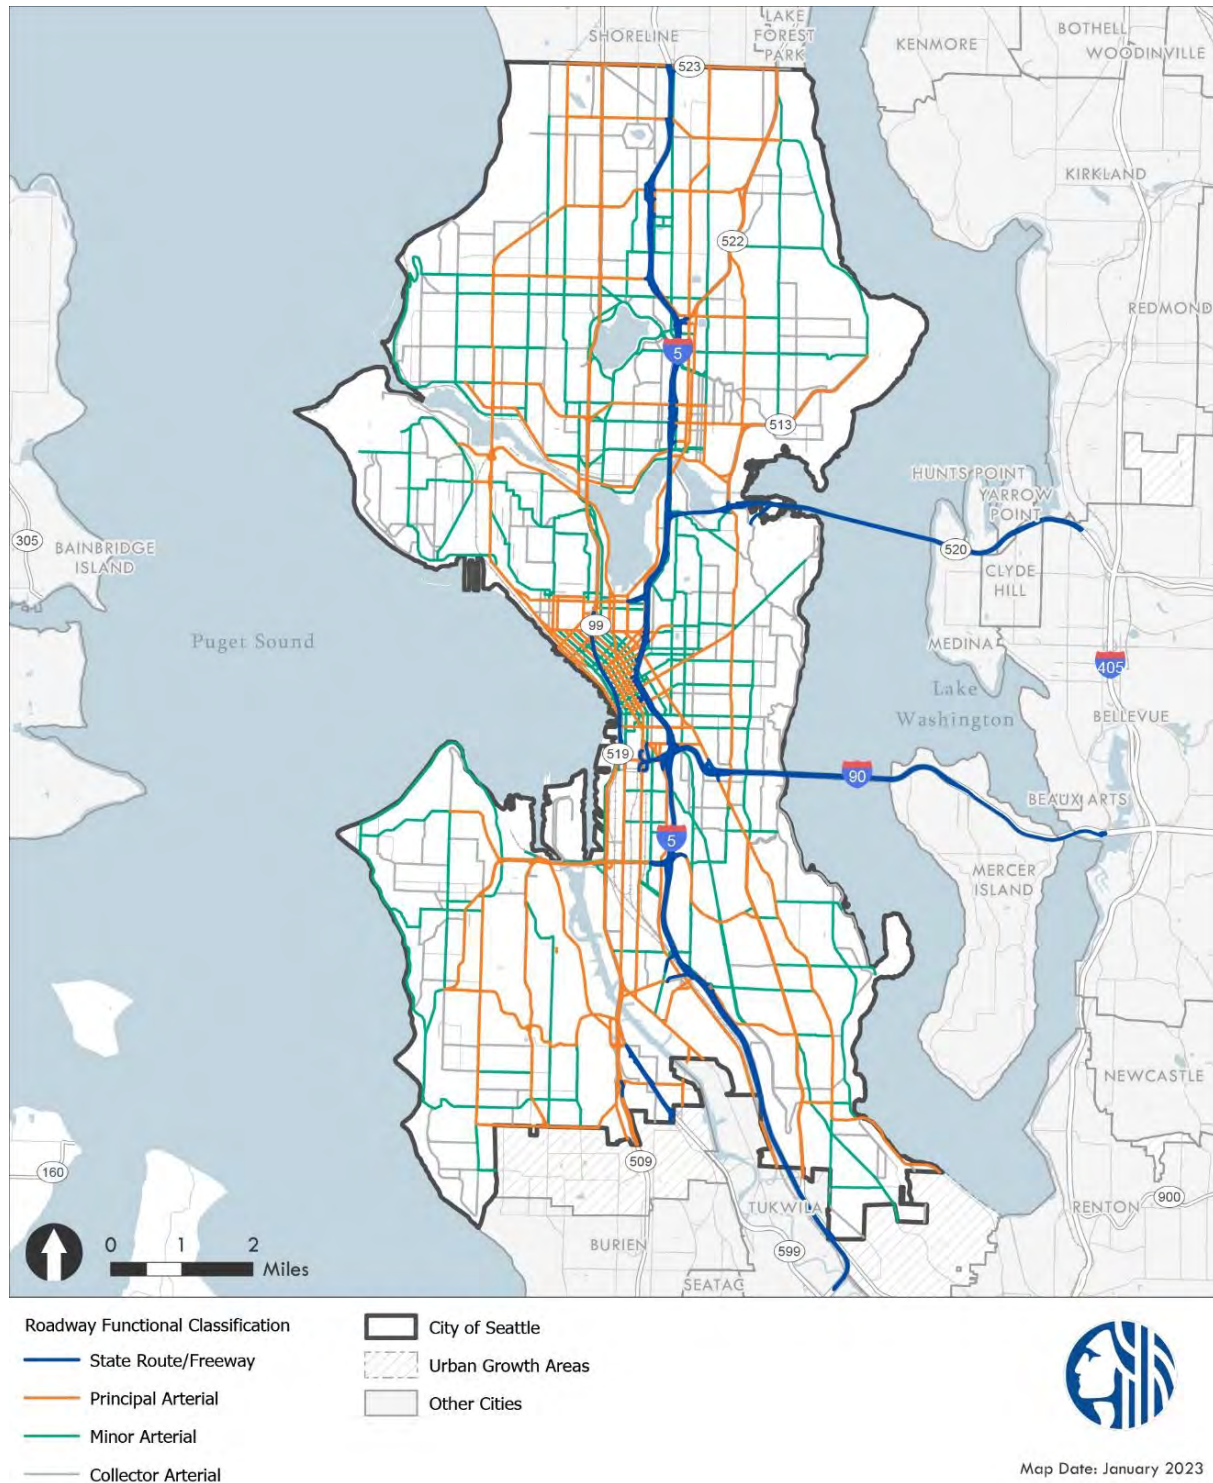 SHORELINE
LAKE
FOREST
PARK
KENMORE
BOTHELL
WOODINVILLE
523
KIRKLAND
522
REDMOND
5
513
HUNTS POINT
YARROW
POINT
305
BAINBRIDGE
ISLAND
520
CLYDE
HILL
99
Puget Sound
MEDINA
405
Lake
Washington
BELLEVUE
519
90
BEAUX ARTS
5
MERCER
ISLAND
NEWCASTLE
160
509
TUKWILA
RENTON
900
BURIEN
599
SEATAC
0 1 2
Miles
Roadway Functional Classification
State Route/Freeway
Principal Arterial
Minor Arterial
Collector Arterial
City of Seattle
Urban Growth Areas
Other Cities
Map Date: January 2023